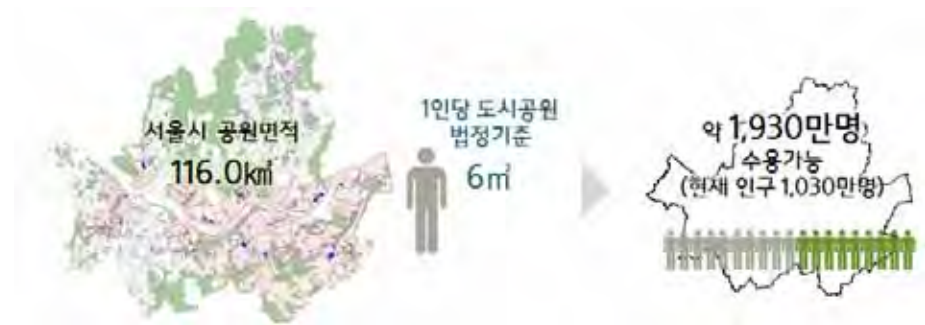 서울시 공원면적
116.0㎢
1인당 도시공원
법정기준
6㎡
약 1,930만명
수용가능
(현재 인구 1,030만명)